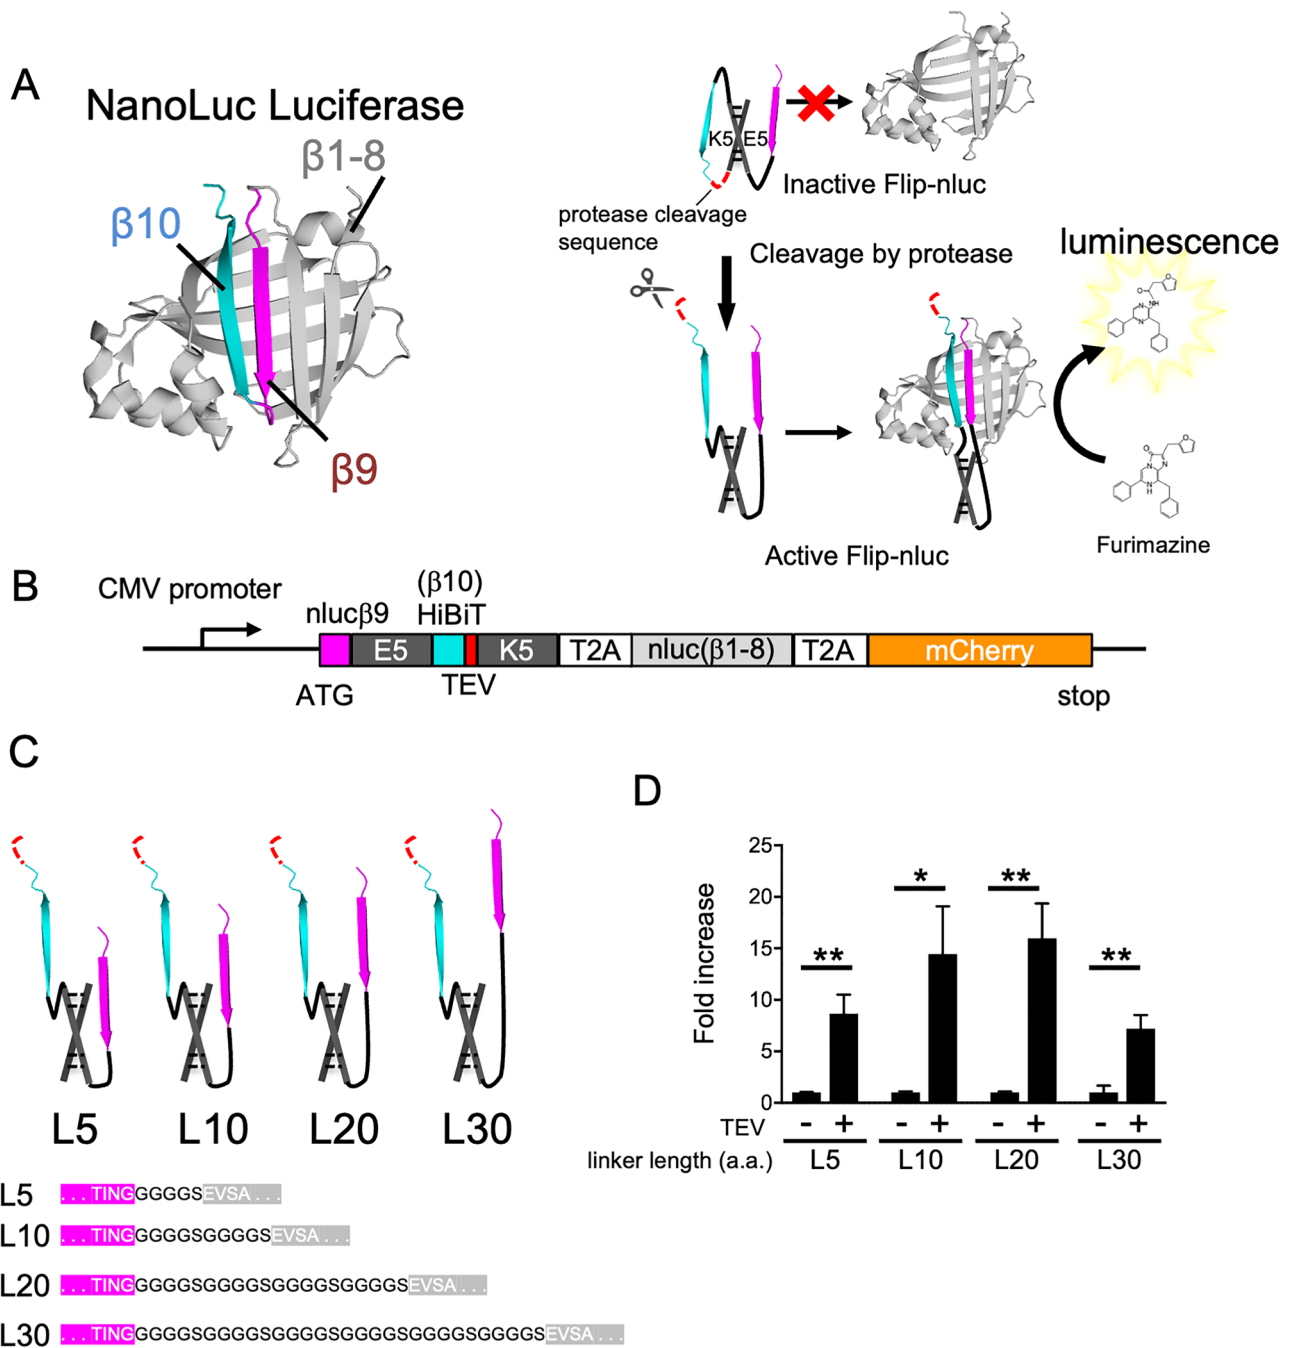 A
NanoLuc Luciferase
β1-8
β10
β9
K5
E5
Inactive Flip-nluc
protease cleavage
sequence
Cleavage by protease
luminescence
O
O
NH
N
N
O
O
N
N
N
H
Furimazine
Active Flip-nluc
B
CMV promoter
(β10)
nlucβ9
HiBiT
E5
K5
T2A
nluc(β1-8)
T2A
mCherry
ATG
TEV
stop
C
L5
L10
L20
L30
L5 ...TINGGGGGSEVSA...
L10 ...TINGGGGGSGGGGSEVSA...
L20 ...TINGGGGGSGGGGSGGGGSGGGGSEVSA...
L30 ...TINGGGGGSGGGGSGGGGSGGGGSGGGGSGGGGSEVSA...
D
Fold increase
25
20
15
10
5
0
**
*
**
**
TEV - + - + - + - +
linker length (a.a.) L5 L10 L20 L30